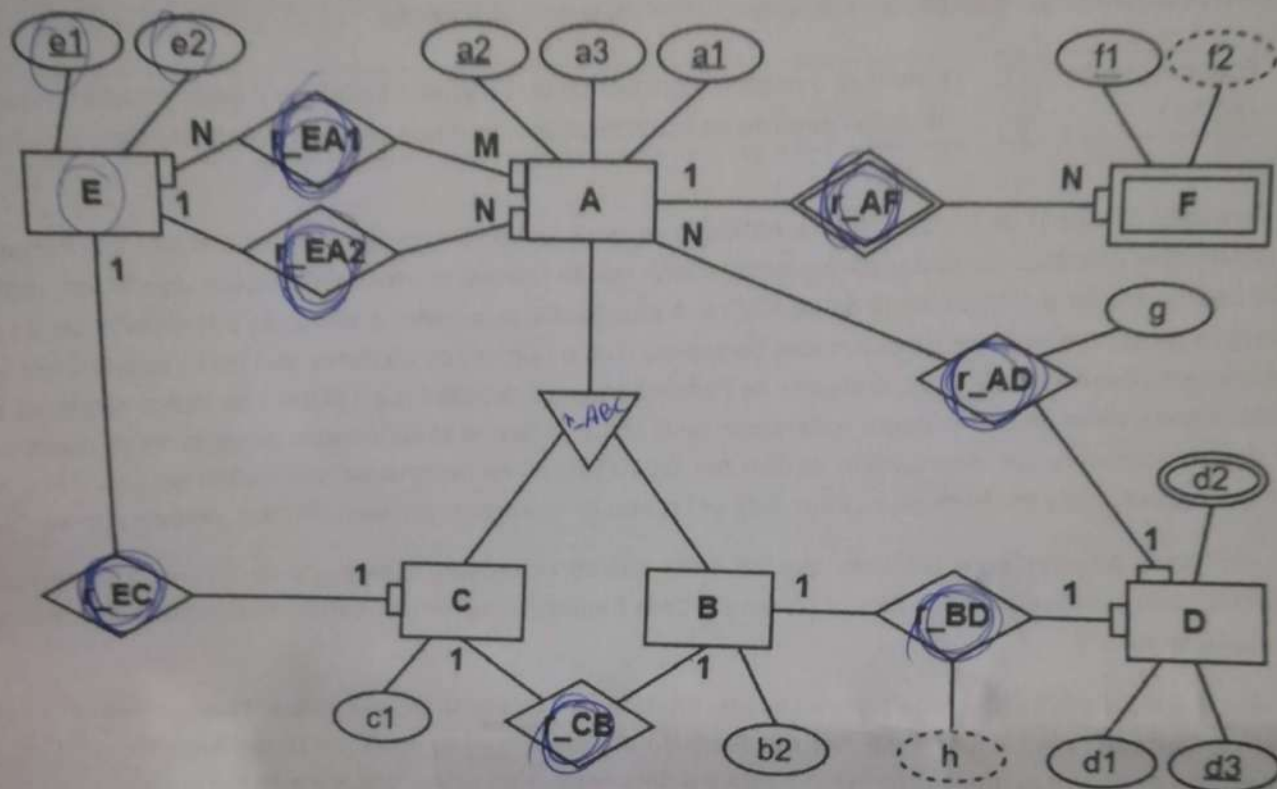 e1 e2 a2 a3 a1 f1 f2
N r_EA1 M 1 N
E A r_AF F
1 N N
r_EA2
1 g
r_AD
r_ABC
d2
1
1 C B 1 1 D
r_EC r_BD
1 1
c1 r_CB b2 h d1 d3